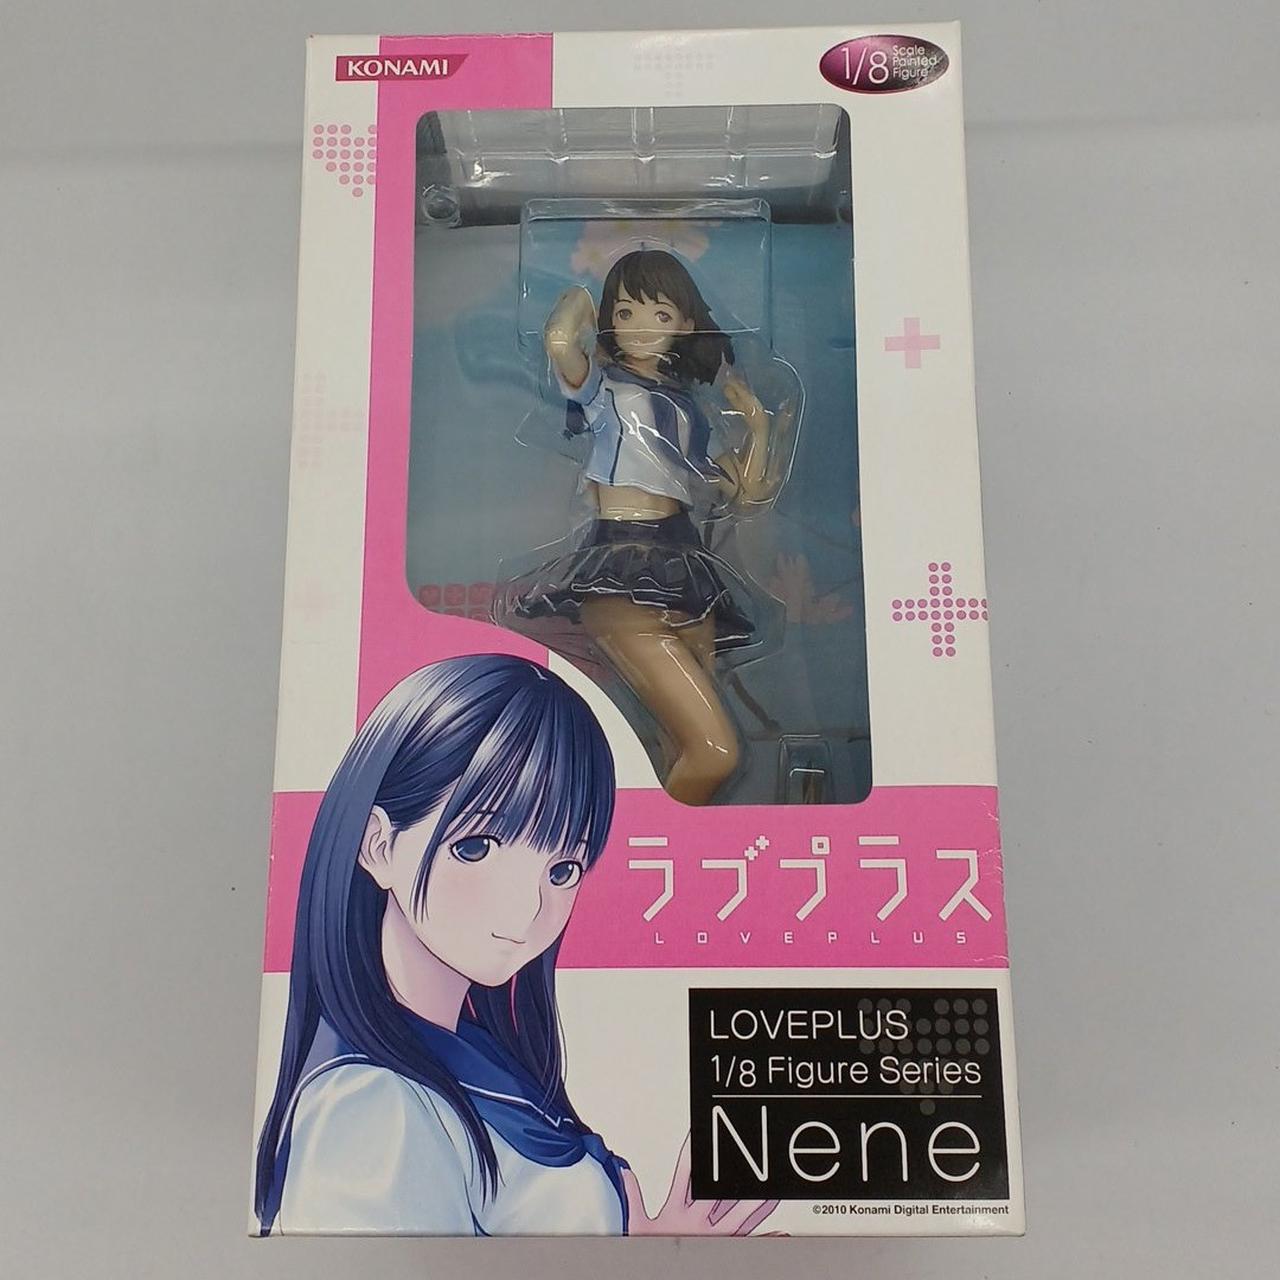 KONAMI
1/8 Scale
Painted
Figure
ラブプラス
LOVEPLUS
LOVEPLUS
1/8 Figure Series
Nene
©2010 Konami Digital Entertainment